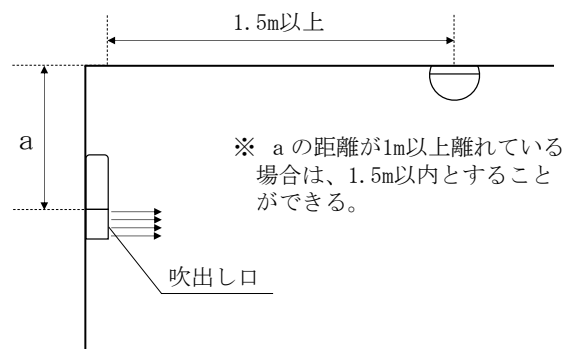 1.5m以上
a
※ aの距離が1m以上離れている
場合は、1.5m以内とすること
ができる。
吹出し口